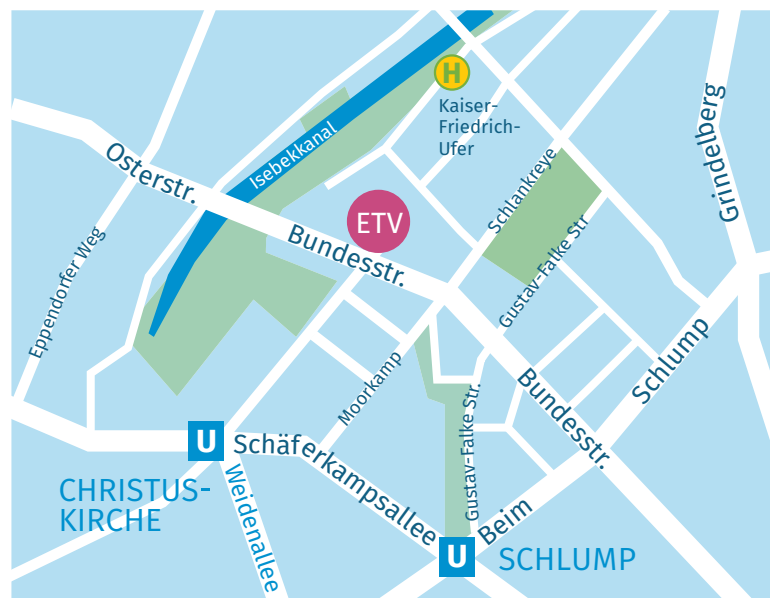 H
Kaiser-
Friedrich-
Ufer
Grindelberg
Isebekkanal
Osterstr.
Schlankreye
ETV
Bundesstr.
Gustav-Falke Str
Eppendorfer Weg
Schlump
Moorkamp
Bundesstr.
Gustav-Falke Str.
U
Schäferkampsallee
CHRISTUS-
KIRCHE
Weidenallee
Beim
U
SCHLUMP